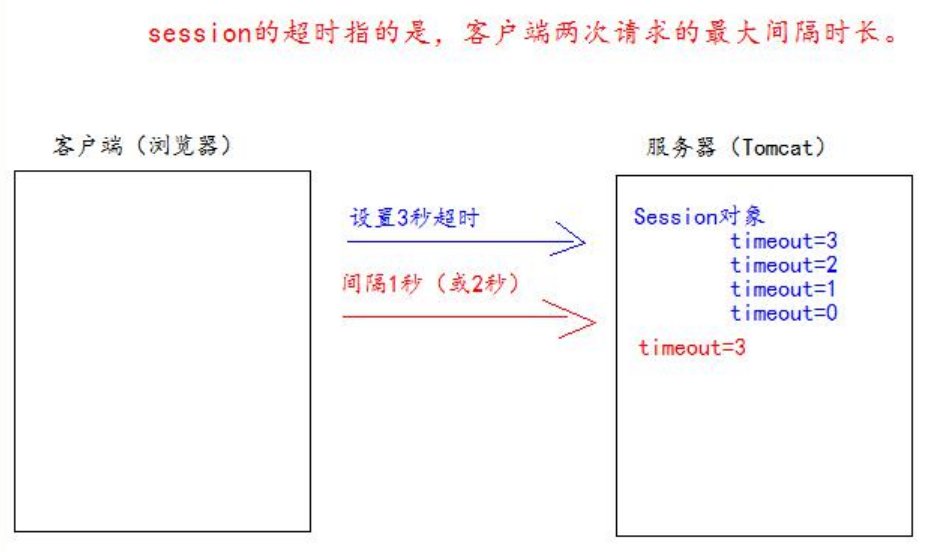 session的超时指的是，客户端两次请求的最大间隔时长。
客户端（浏览器）
服务器（Tomcat）
设置3秒超时
间隔1秒（或2秒）
Session对象
timeout=3
timeout=2
timeout=1
timeout=0
timeout=3